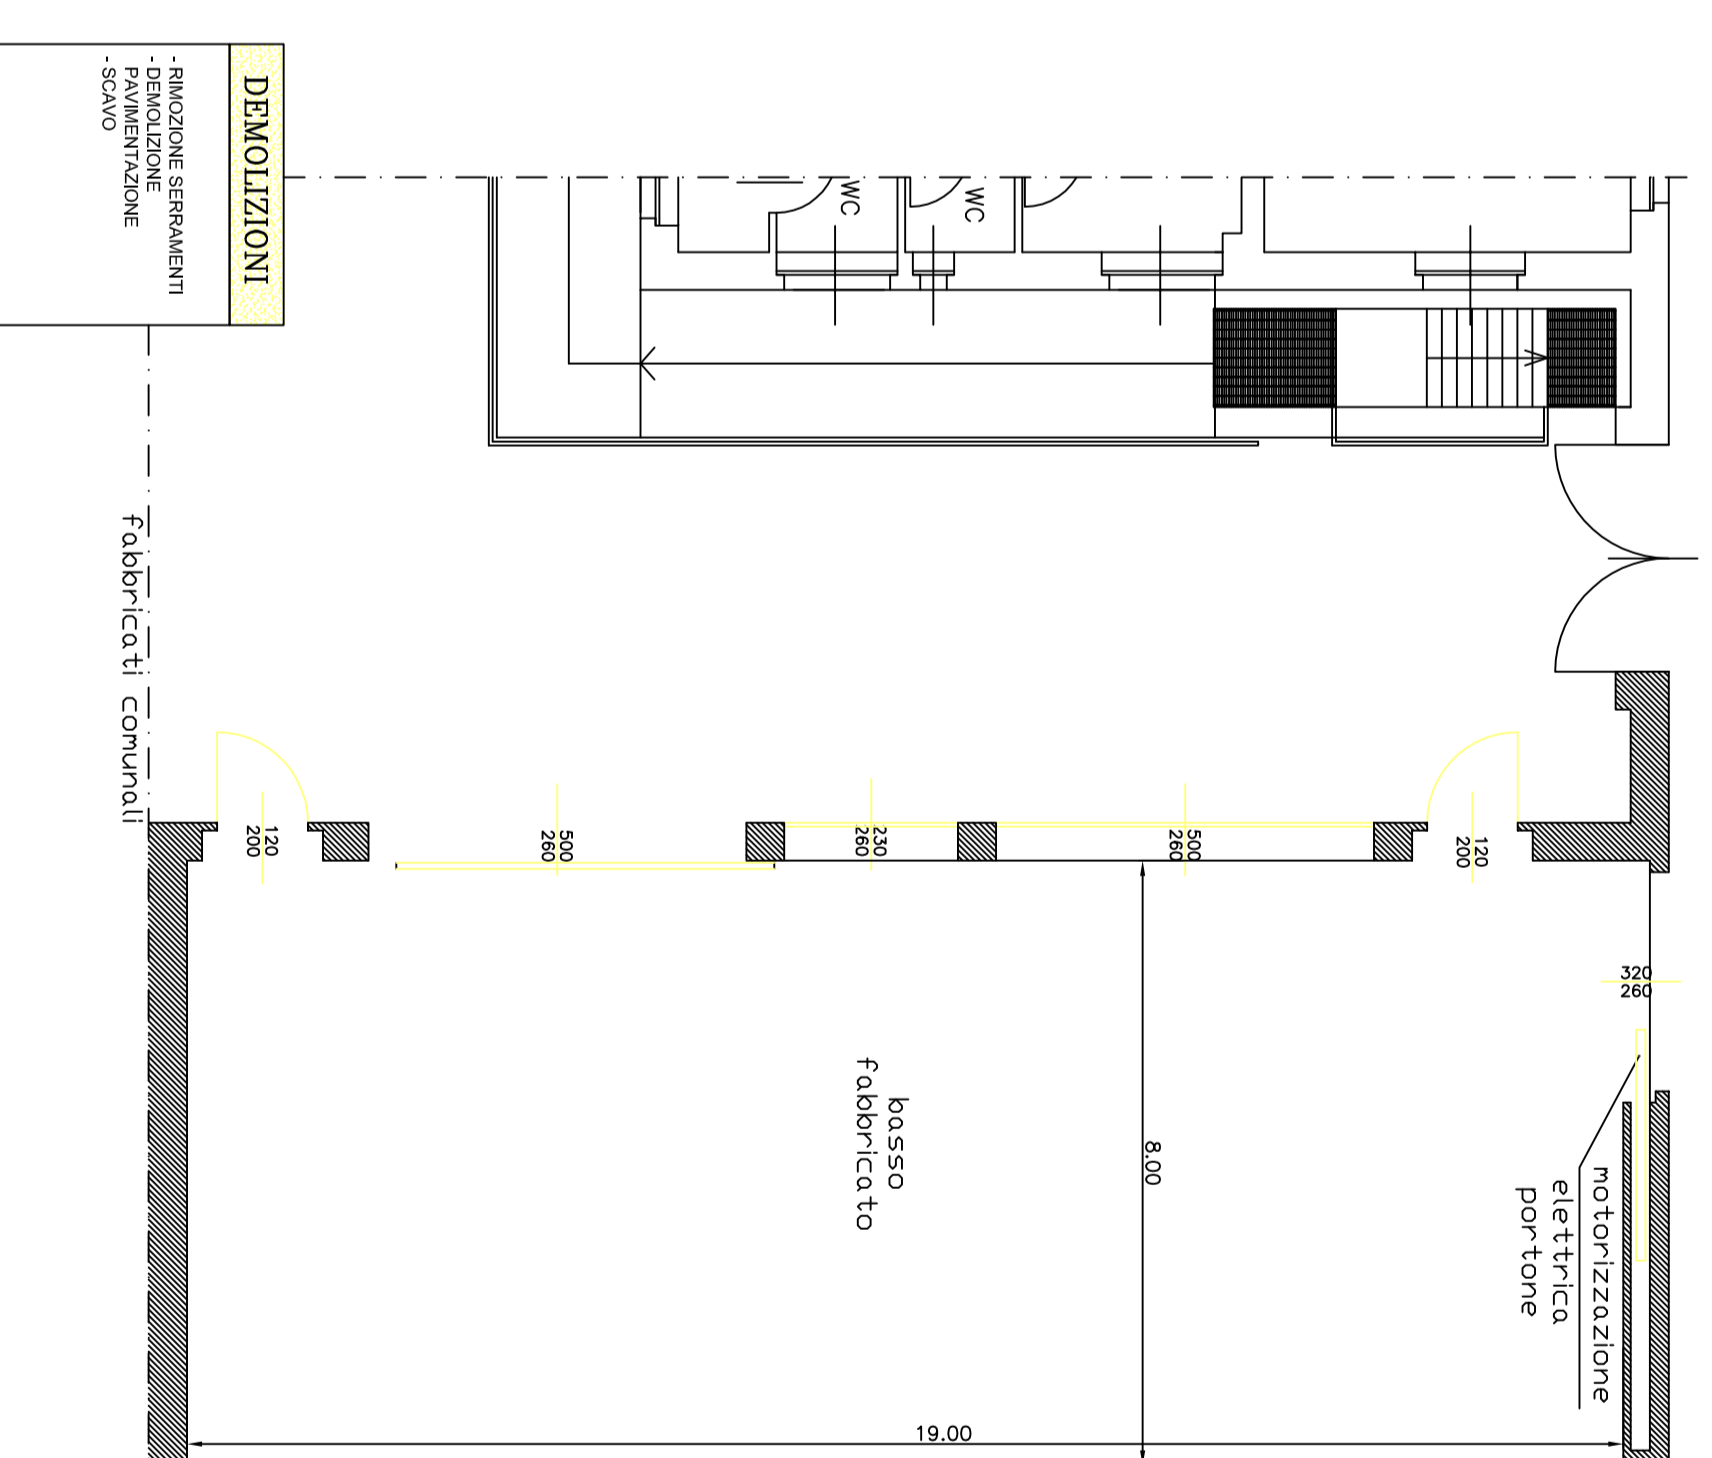 DEMOLIZIONI
- RIMOZIONE SERRAMENTI
- DEMOLIZIONE
PAVIMENTAZIONE
- SCAVO
WC
WC
fabbricati comunali
120
200
500
260
230
260
500
260
120
200
320
260
motorizzazione
elettrica
portone
basso
fabbricato
8.00
19.00